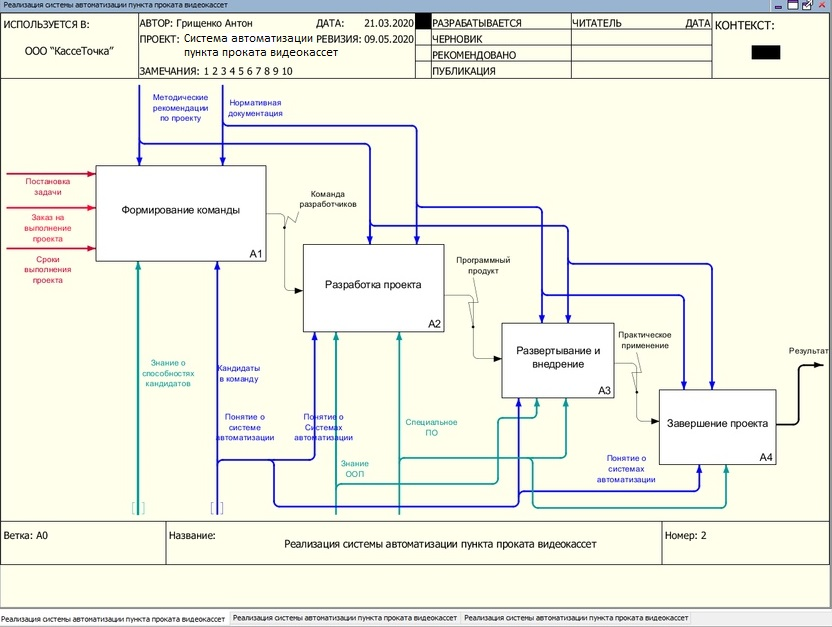 Реализация системы автоматизации пункта проката видеокассет
ИСПОЛЬЗУЕТСЯ В:
ООО "КассеТочка"
АВТОР: Грищенко Антон
ДАТА: 21.03.2020
ПРОЕКТ: Система автоматизации
пункта проката видеокассет
РЕВИЗИЯ: 09.05.2020
ЗАМЕЧАНИЯ: 1 2 3 4 5 6 7 8 9 10
РАЗРАБАТЫВАЕТСЯ
ЧЕРНОВИК
РЕКОМЕНДОВАНО
ПУБЛИКАЦИЯ
ЧИТАТЕЛЬ
ДАТА
КОНТЕКСТ:
Методические
рекомендации
по проекту
Нормативная
документация
Постановка
задачи
Заказ на
выполнение
проекта
Сроки
выполнения
проекта
Формирование команды
A1
Команда
разработчиков
Разработка проекта
A2
Программный
продукт
Развертывание и
внедрение
A3
Практическое
применение
Результат
Завершение проекта
A4
Знание о
способностях
кандидатов
Кандидаты
в команду
Понятие о
системе
автоматизации
Понятие о
Системах
автоматизации
Специальное
ПО
Знание
ООП
Понятие о
системах
автоматизации
Ветка: A0
Название:
Реализация системы автоматизации пункта проката видеокассет
Номер: 2
Реализация системы автоматизации пункта проката видеокассет
Реализация системы автоматизации пункта проката видеокассет
Реализация системы автоматизации пункта проката видеокассет